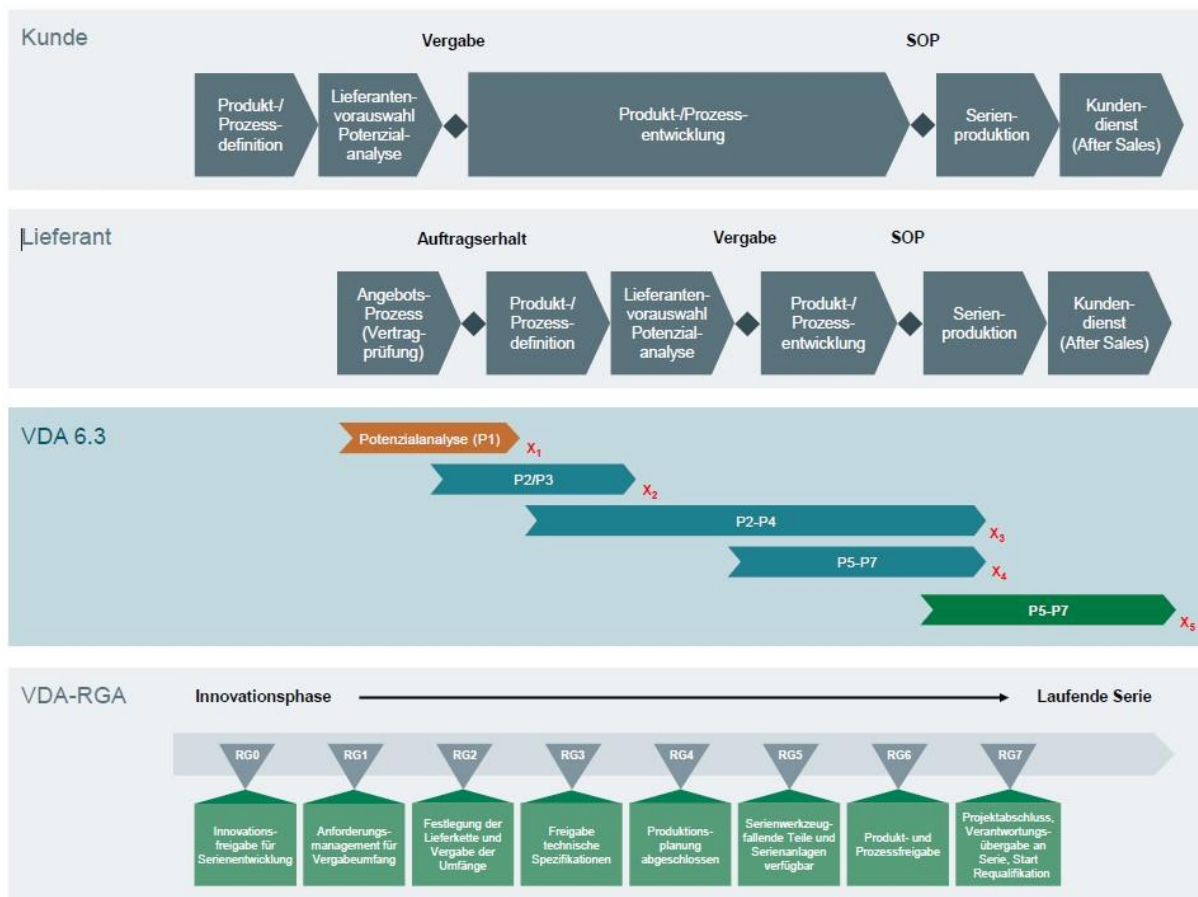 Kunde
Vergabe
SOP
Produkt-/
Prozess-
definition
Lieferanten-
vorauswahl
Potenzial-
analyse
Produkt-/Prozess-
entwicklung
Serien-
produktion
Kunden-
dienst
(After Sales)
Lieferant
Auftragserhalt
Vergabe
SOP
Angebots-
Prozess
(Vertrag-
prüfung)
Produkt-/
Prozess-
definition
Lieferanten-
vorauswahl
Potenzial-
analyse
Produkt-/
Prozess-
entwicklung
Serien-
produktion
Kunden-
dienst
(After Sales)
VDA 6.3
Potenzialanalyse (P1)
X₁
P2/P3
X₂
P2-P4
X₃
P5-P7
X₄
P5-P7
X₅
VDA-RGA
Innovationsphase
Laufende Serie
RG0
RG1
RG2
RG3
RG4
RG5
RG6
RG7
Innovations-
freigabe für
Serienentwicklung
Anforderungs-
management für
Vergabeumfang
Festlegung der
Lieferkette und
Vergabe der
Umfänge
Freigabe
technische
Spezifikationen
Produktions-
planung
abgeschlossen
Serienwerkzeug-
fallende Teile und
Serienanlagen
verfügbar
Produkt- und
Prozessfreigabe
Projektabschluss,
Verantwortungs-
übergabe an
Serie, Start
Requalifikation